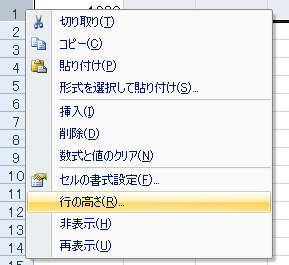 1
2
3
4
5
6
7
8
9
10
11
12
13
14
15
切り取り(T)
コピー(C)
貼り付け(P)
形式を選択して貼り付け(S)...
挿入(I)
削除(D)
数式と値のクリア(N)
セルの書式設定(F)...
行の高さ(R)...
非表示(H)
再表示(U)